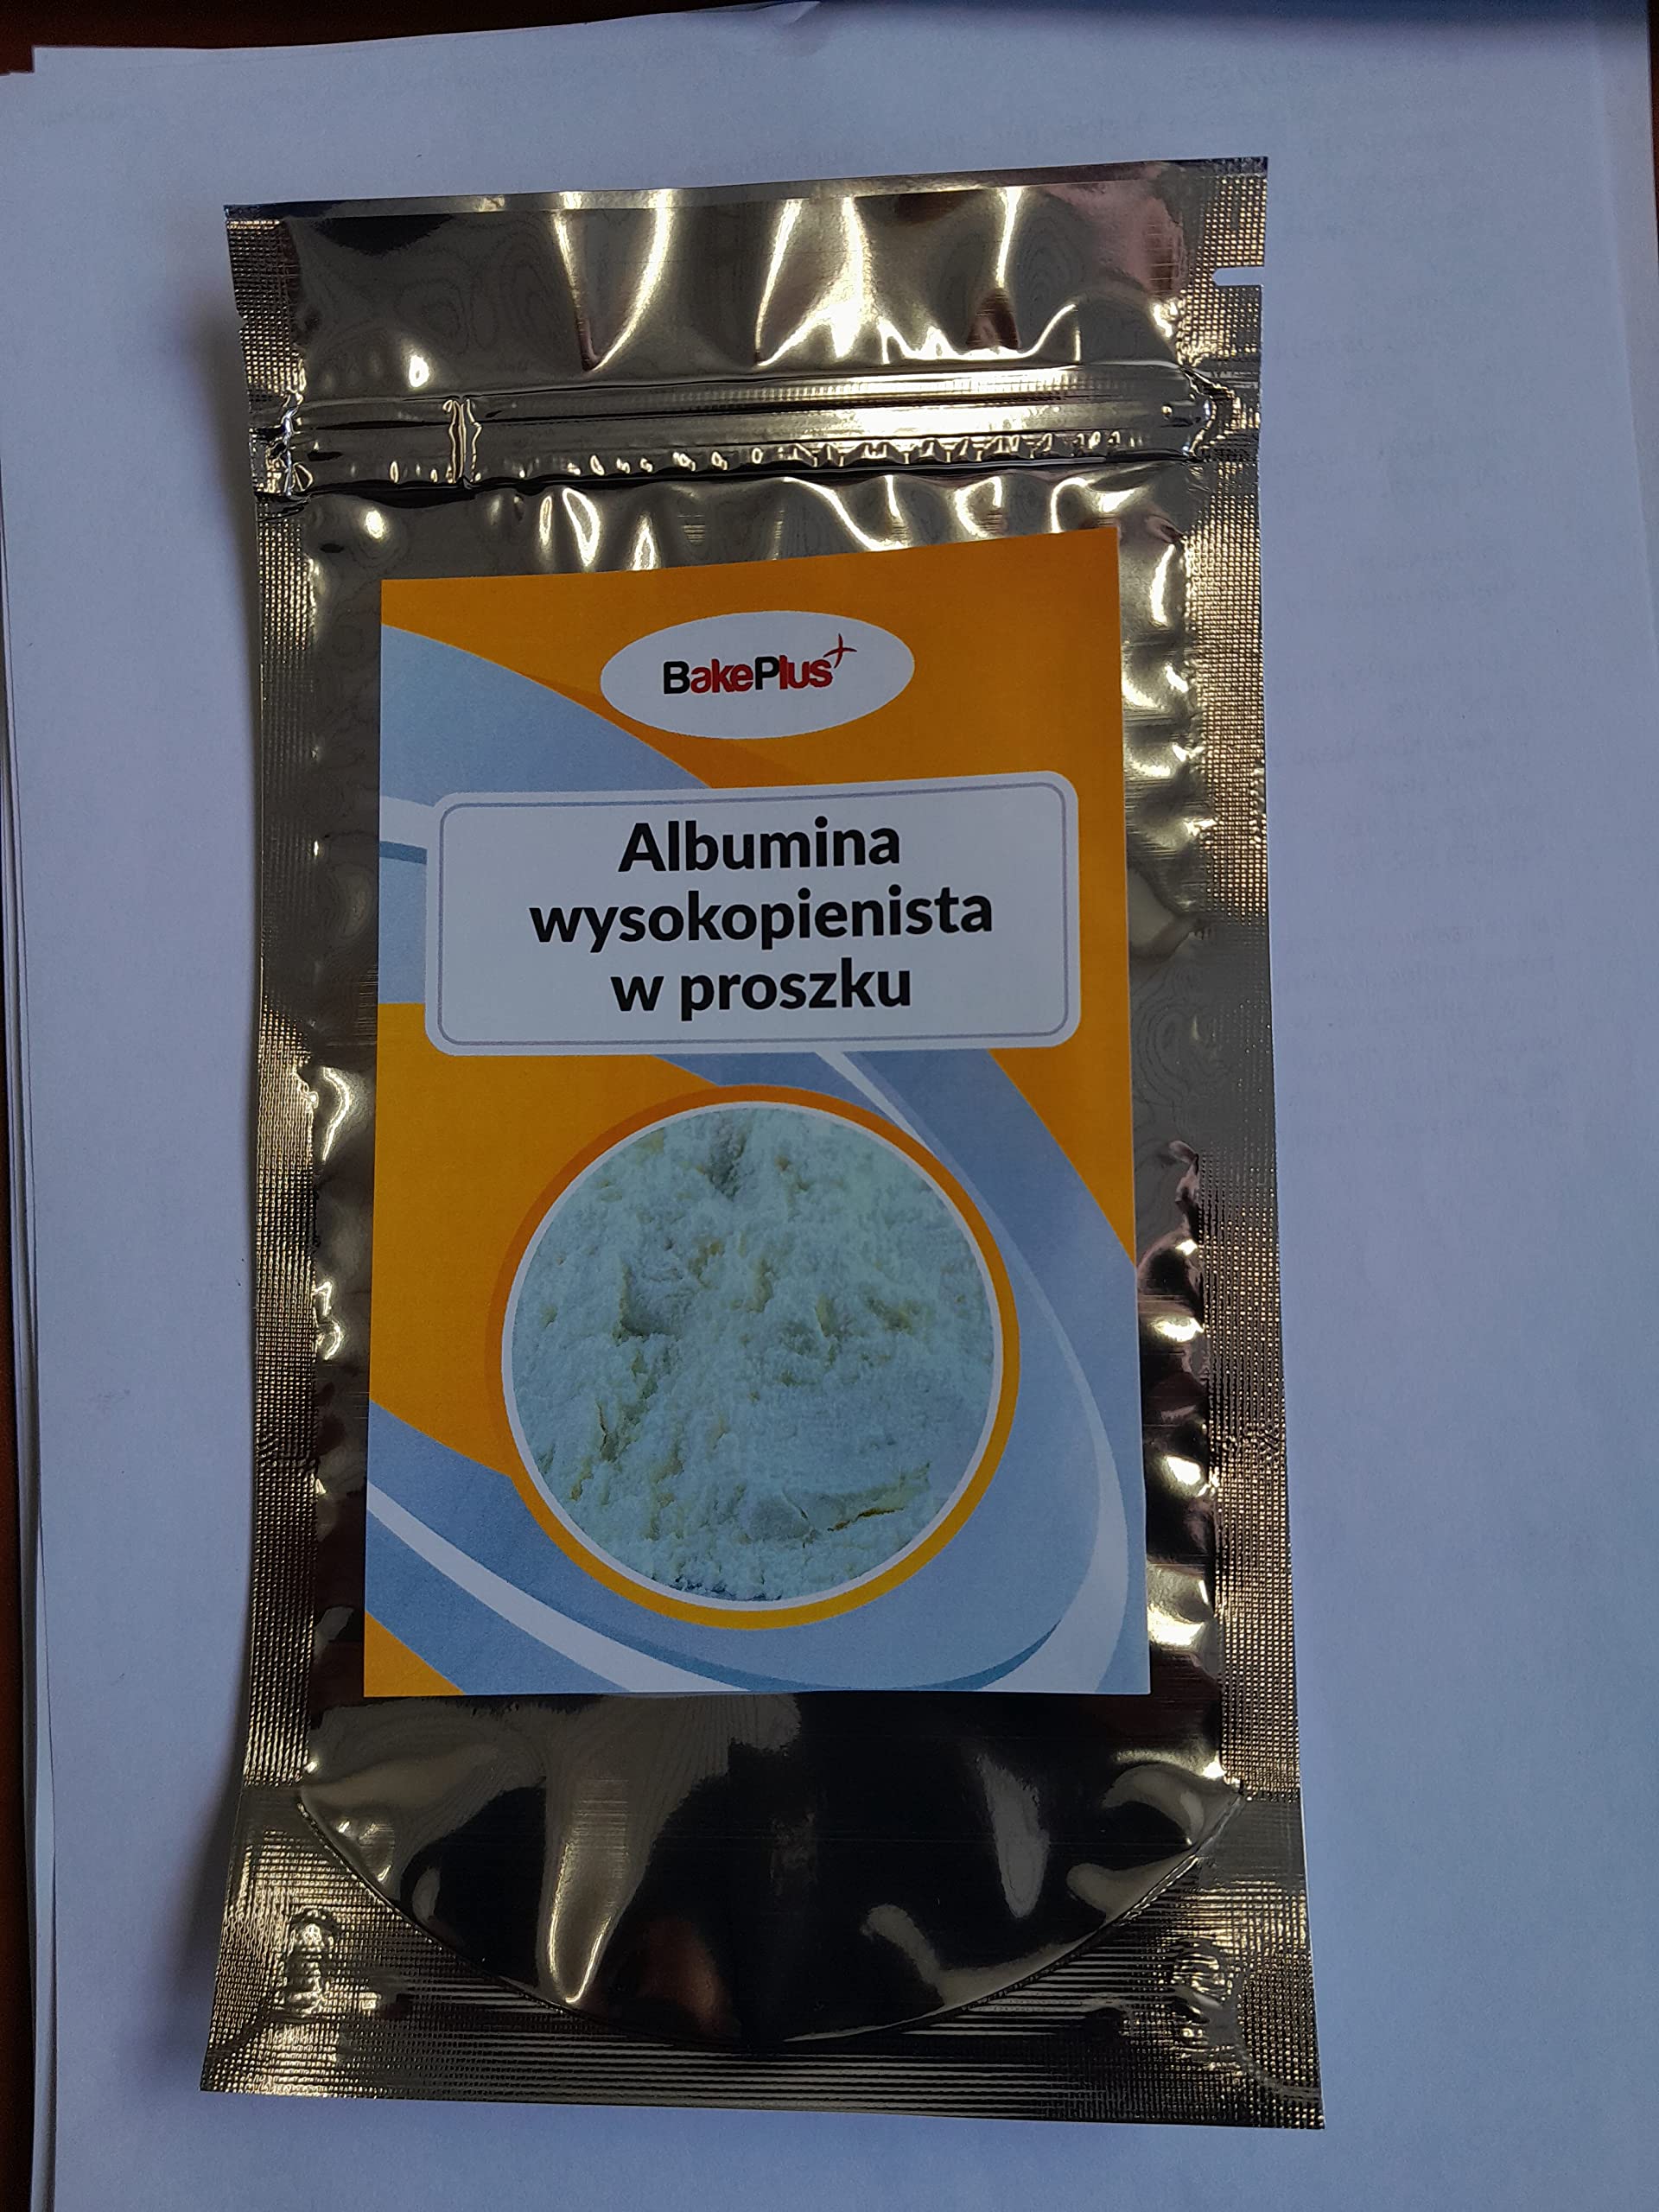 BakePlus+
Albumina
wysokopienista
w proszku